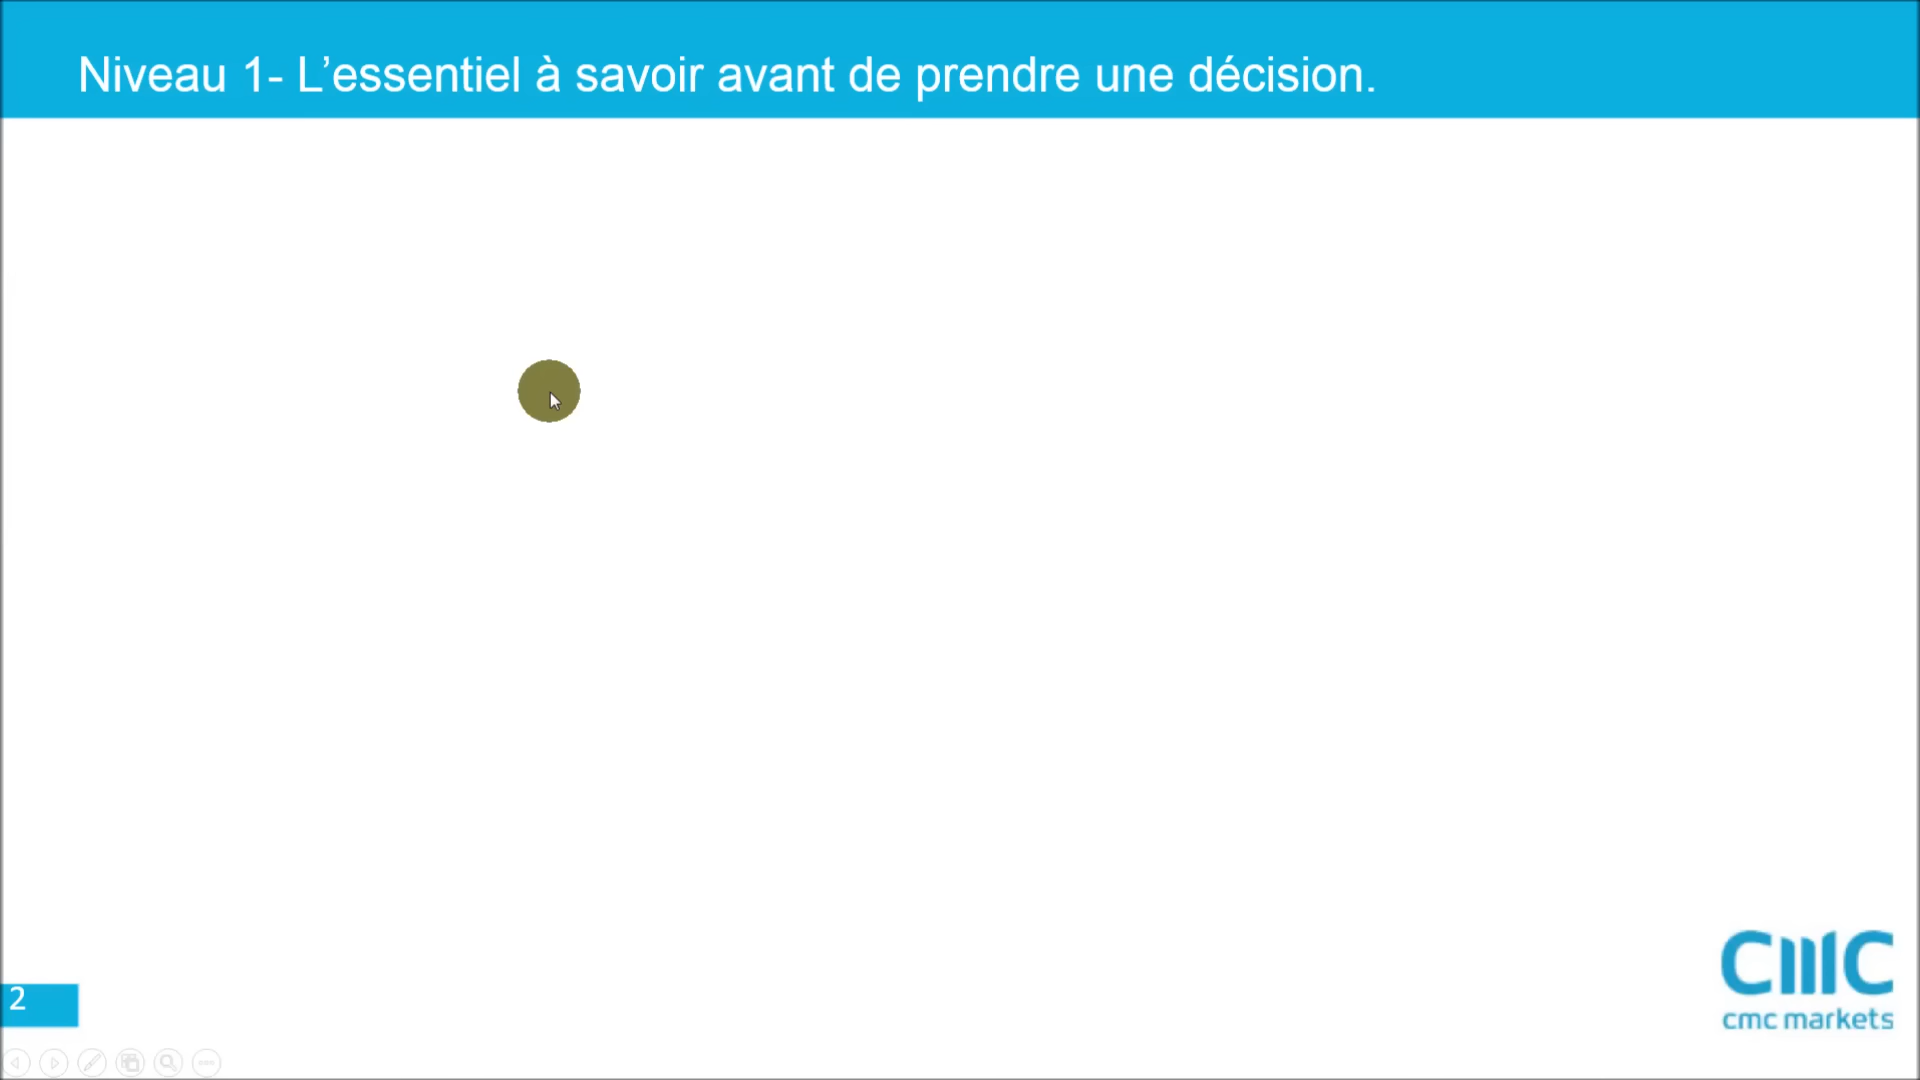 Niveau 1- L’essentiel à savoir avant de prendre une décision.
2
cmc
cmc markets